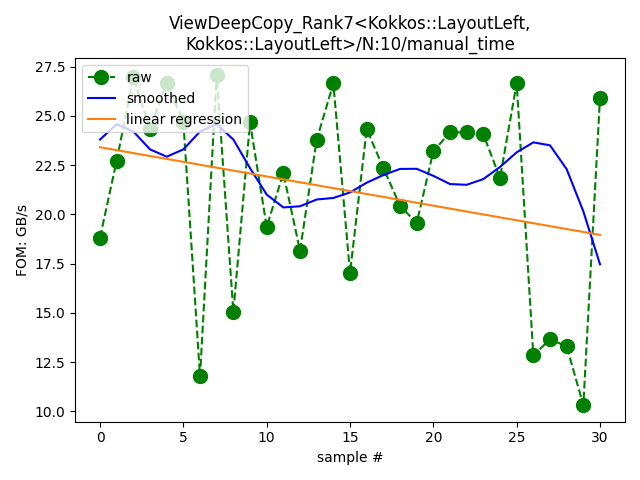 ViewDeepCopy_Rank7<Kokkos::LayoutLeft,
Kokkos::LayoutLeft>/N:10/manual_time
raw
smoothed
linear regression
FOM: GB/s
27.5
25.0
22.5
20.0
17.5
15.0
12.5
10.0
0
5
10
15
20
25
30
sample #